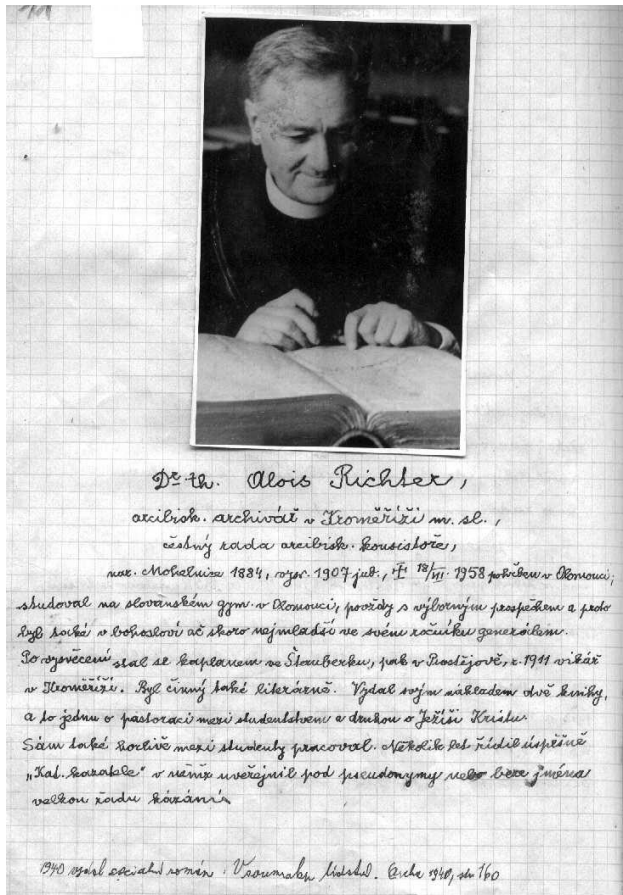 Dr. th. Alois Richter,
arcibisk. archivář v Kroměříži m. sl.,
čestný rada arcibisk. konsistoře,
nar. Mohelnice 1884, vysv. 1907 18/VII. 1958 pohřben v Olomouci;
studoval na slovanském gym. v Olomouci, povždy s výborným prospěchem a proto
byl také v bohosloví ač skoro nejmladší ve svém ročníku generálem.
Po vysvěcení stal se kaplanem ve Šternberku, pak v Prostějově, r. 1911 vikář
v Kroměříži. Byl činný také literárně. Vydal svým nákladem dvě knihy,
a to jednu o pastoraci mezi studentstvem a druhou o Ježíši Kristu.
Sám také horlivě mezi studenty pracoval. Několik let řídil úspěšně
„Kat. kazatele" v němž uveřejnil pod pseudonymy nebo beze jména
velkou řadu kázání.
1940 vydal sociální román: V soumraku lidstva. Archa 1940, str 160